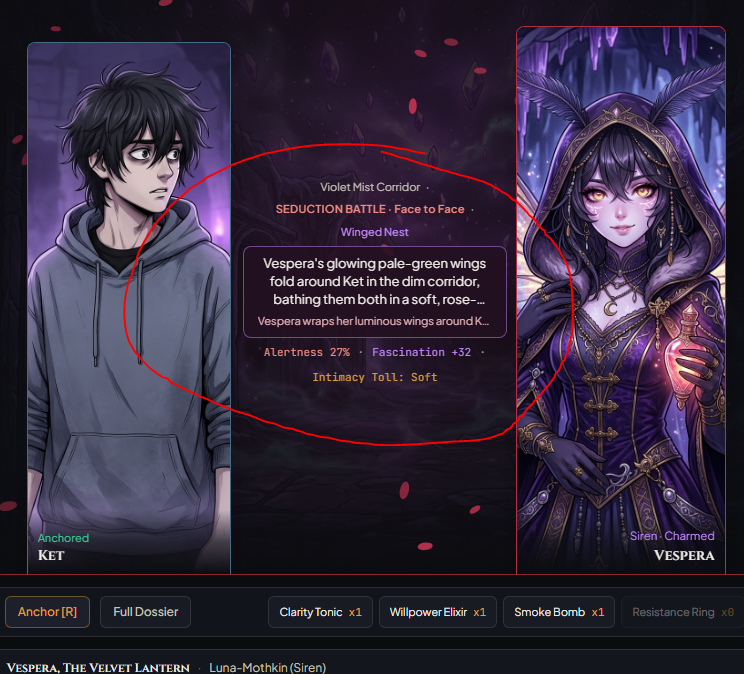 Violet Mist Corridor ·
SEDUCTION BATTLE · Face to Face ·
Winged Nest
Vespera's glowing pale-green wings
fold around Ket in the dim corridor,
bathing them both in a soft, rose-...
Vespera wraps her luminous wings around K...
Alertness 27% · Fascination +32 ·
Intimacy Toll: Soft
Anchored
Ket
Siren · Charmed
Vespera
Anchor [R]
Full Dossier
Clarity Tonic x1
Willpower Elixir x1
Smoke Bomb x1
Resistance Ring x0
Vespera, The Velvet Lantern · Luna-Mothkin (Siren)